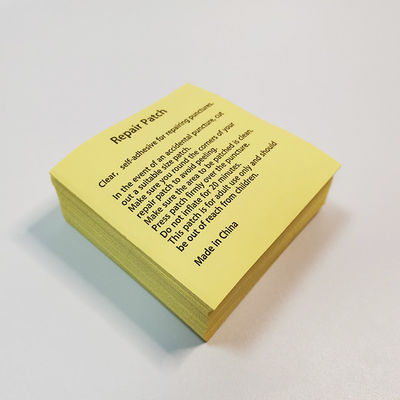 Repair Patch
Clear, self-adhesive for repairing punctures.
In the event of an accidental puncture, cut
out a suitable size patch.
Make sure you round the corners of your
repair patch to avoid peeling.
Make sure the area to be patched is clean.
Press patch firmly over the puncture.
Do not inflate for 20 minutes.
This patch is for adult use only and should
be out of reach from children.
Made in China